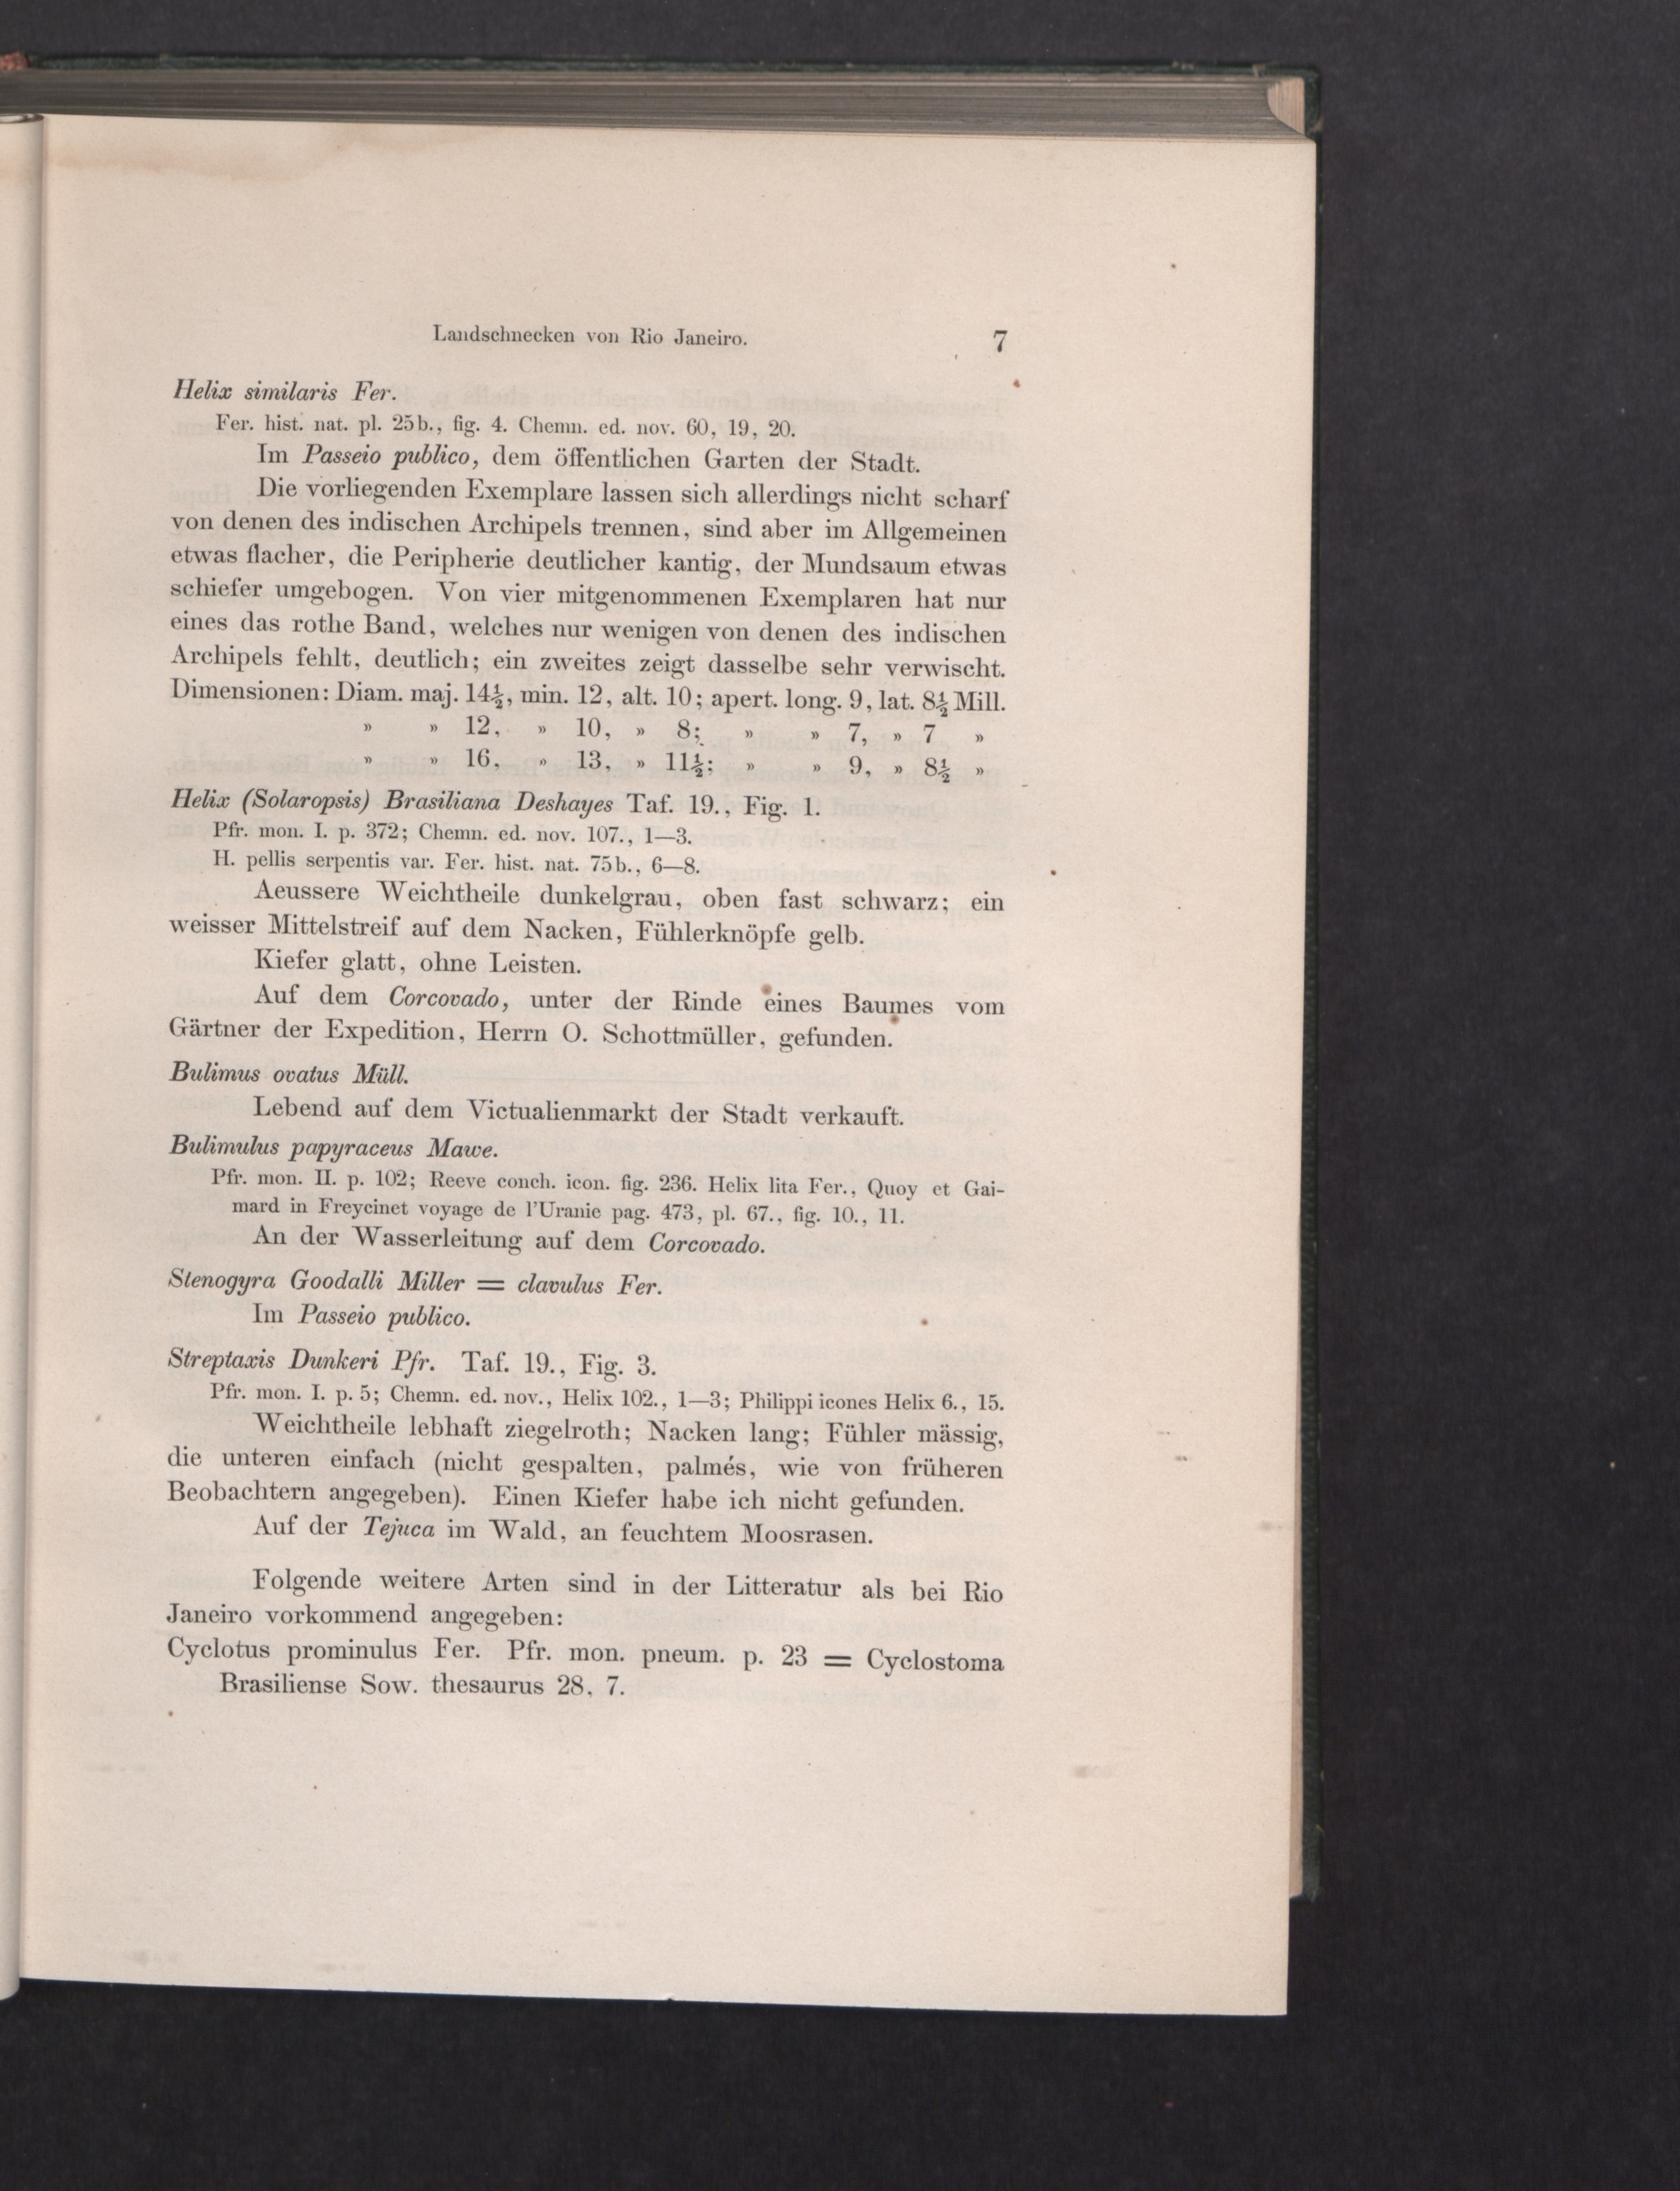 Landschnecken von Rio Janeiro. 7
Helix similaris Fer.
Fer. hist. nat. pl. 25b., fig. 4. Chemn. ed. nov. 60, 19, 20.
Im Passeio publico, dem öffentlichen Garten der Stadt.
Die vorliegenden Exemplare lassen sich allerdings nicht scharf
von denen des indischen Archipels trennen, sind aber im Allgemeinen
etwas flacher, die Peripherie deutlicher kantig, der Mundsaum etwas
schiefer umgebogen. Von vier mitgenommenen Exemplaren hat nur
eines das rothe Band, welches nur wenigen von denen des indischen
Archipels fehlt, deutlich; ein zweites zeigt dasselbe sehr verwischt.
Dimensionen: Diam. maj. 14½, min. 12, alt. 10; apert. long. 9, lat. 8½ Mill.
» » 12, » 10, » 8; » » 7, » 7 »
» » 16, » 13, » 11½; » » 9, » 8½ »
Helix (Solaropsis) Brasiliana Deshayes Taf. 19., Fig. 1.
Pfr. mon. I. p. 372; Chemn. ed. nov. 107., 1—3.
H. pellis serpentis var. Fer. hist. nat. 75b., 6—8.
Aeussere Weichtheile dunkelgrau, oben fast schwarz; ein
weisser Mittelstreif auf dem Nacken, Fühlerknöpfe gelb.
Kiefer glatt, ohne Leisten.
Auf dem Corcovado, unter der Rinde eines Baumes vom
Gärtner der Expedition, Herrn O. Schottmüller, gefunden.
Bulimus ovatus Müll.
Lebend auf dem Victualienmarkt der Stadt verkauft.
Bulimulus papyraceus Mawe.
Pfr. mon. II. p. 102; Reeve conch. icon. fig. 236. Helix lita Fer., Quoy et Gai-
mard in Freycinet voyage de l'Uranie pag. 473, pl. 67., fig. 10., 11.
An der Wasserleitung auf dem Corcovado.
Stenogyra Goodalli Miller = clavulus Fer.
Im Passeio publico.
Streptaxis Dunkeri Pfr. Taf. 19., Fig. 3.
Pfr. mon. I. p. 5; Chemn. ed. nov., Helix 102., 1—3; Philippi icones Helix 6., 15.
Weichtheile lebhaft ziegelroth; Nacken lang; Fühler mässig,
die unteren einfach (nicht gespalten, palmés, wie von früheren
Beobachtern angegeben). Einen Kiefer habe ich nicht gefunden.
Auf der Tejuca im Wald, an feuchtem Moosrasen.
Folgende weitere Arten sind in der Litteratur als bei Rio
Janeiro vorkommend angegeben:
Cyclotus prominulus Fer. Pfr. mon. pneum. p. 23 = Cyclostoma
Brasiliense Sow. thesaurus 28, 7.